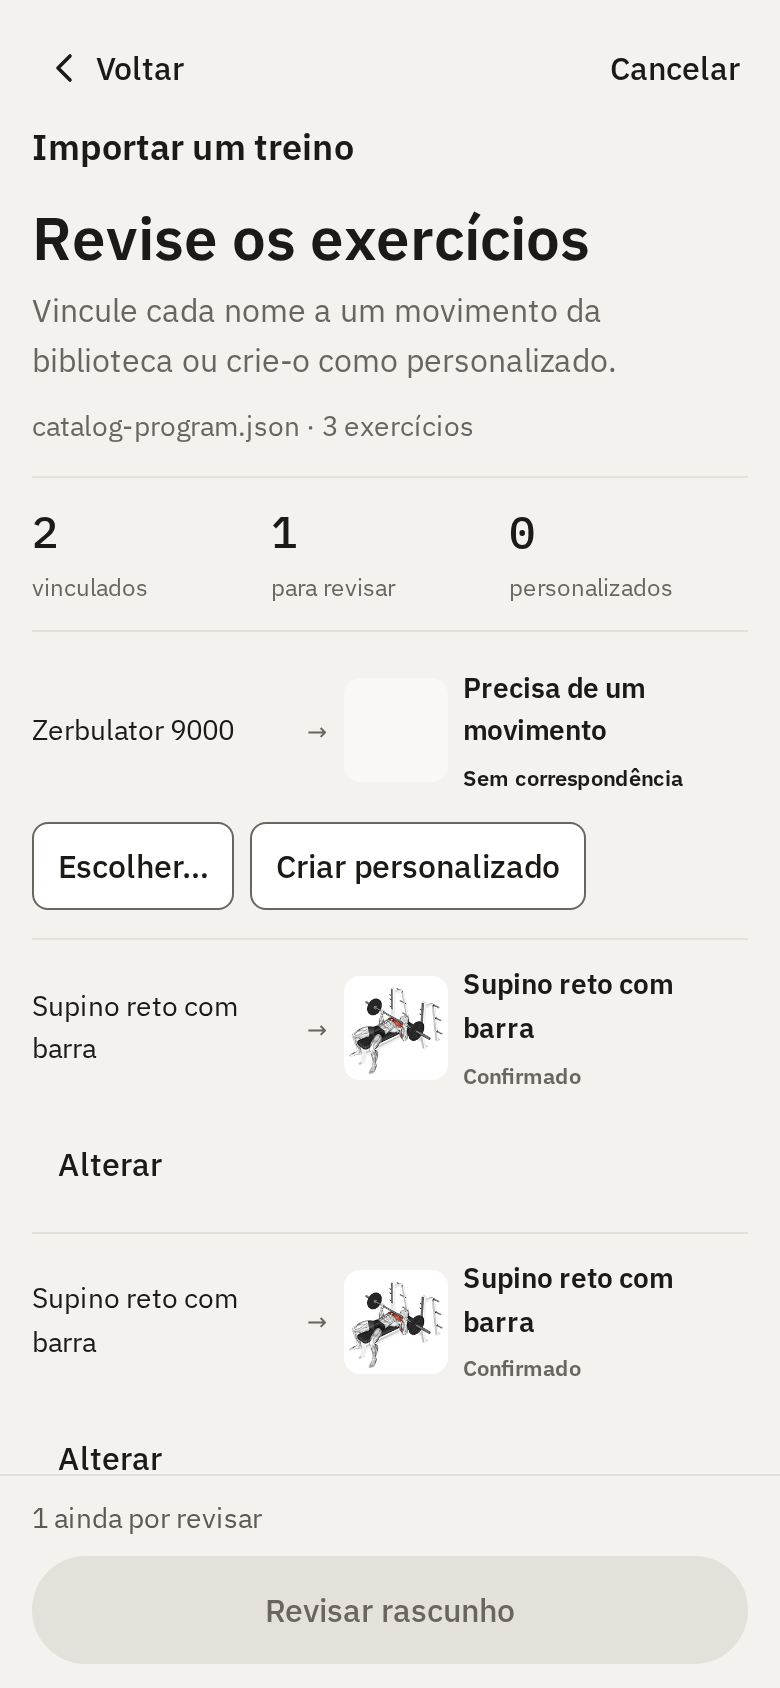 Voltar
Cancelar
Importar um treino
Revise os exercícios
Vincule cada nome a um movimento da
biblioteca ou crie-o como personalizado.
catalog-program.json · 3 exercícios
2
vinculados
1
para revisar
0
personalizados
Zerbulator 9000
→
Precisa de um
movimento
Sem correspondência
Escolher...
Criar personalizado
Supino reto com
barra
→
Supino reto com
barra
Confirmado
Alterar
Supino reto com
barra
→
Supino reto com
barra
Confirmado
Alterar
1 ainda por revisar
Revisar rascunho